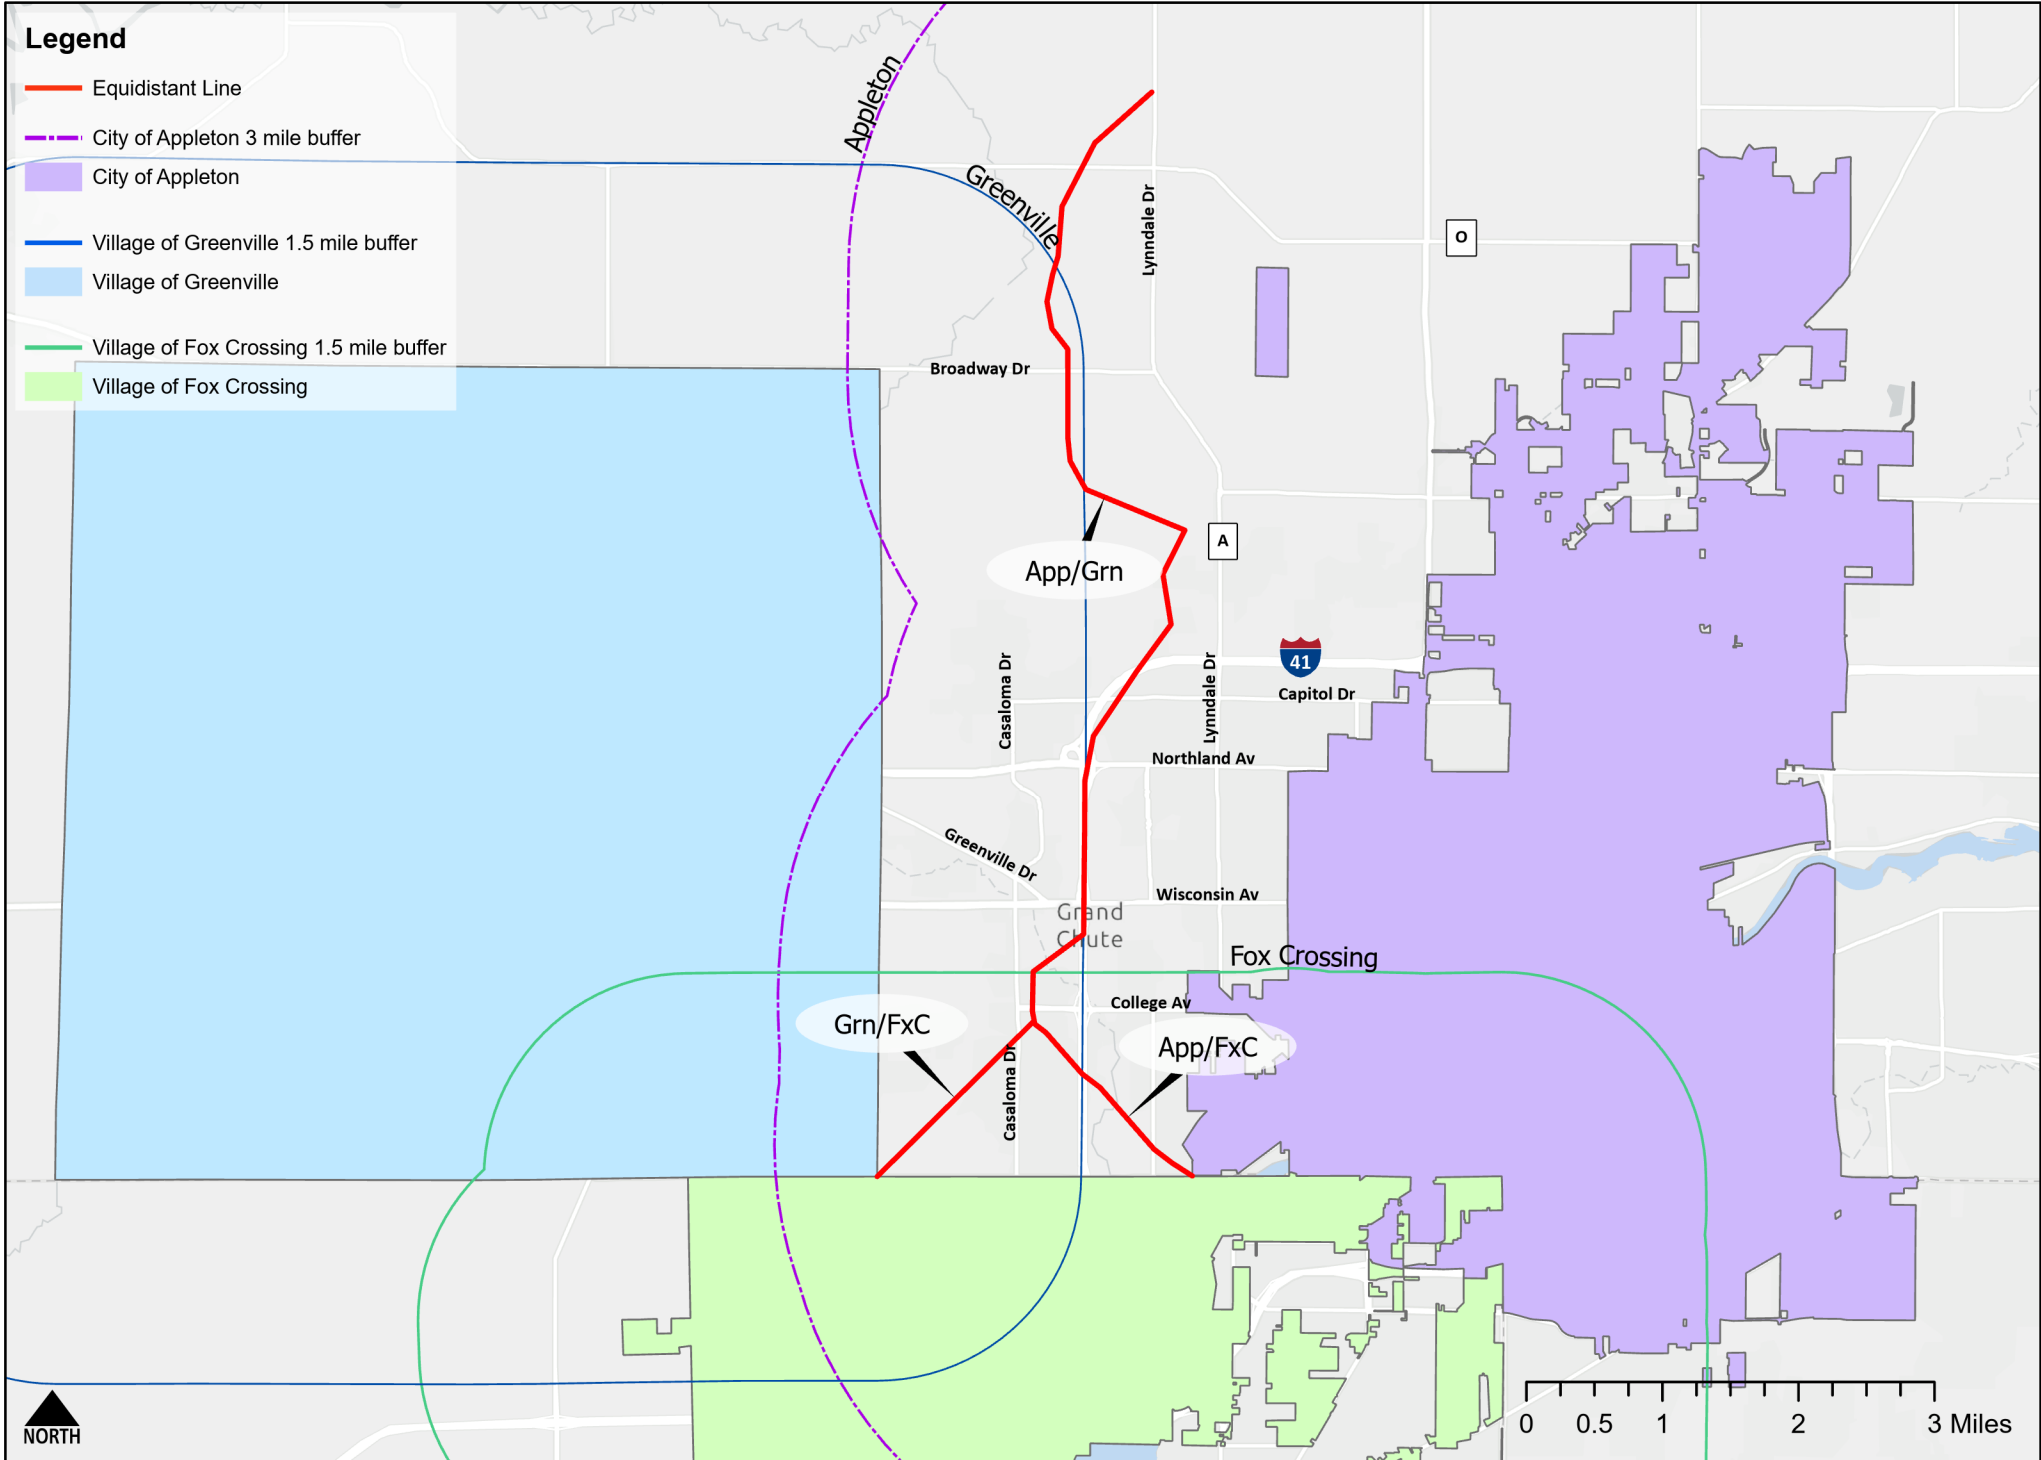 Legend
Equidistant Line
City of Appleton 3 mile buffer
City of Appleton
Village of Greenville 1.5 mile buffer
Village of Greenville
Village of Fox Crossing 1.5 mile buffer
Village of Fox Crossing
Appleton
Greenville
Lynndale Dr
O
Broadway Dr
A
App/Grn
41
Casaloma Dr
Lynndale Dr
Capitol Dr
Northland Av
Greenville Dr
Wisconsin Av
Grand
Chute
Fox Crossing
College Av
Grn/FxC
App/FxC
Casaloma Dr
NORTH
0 0.5 1 2 3 Miles